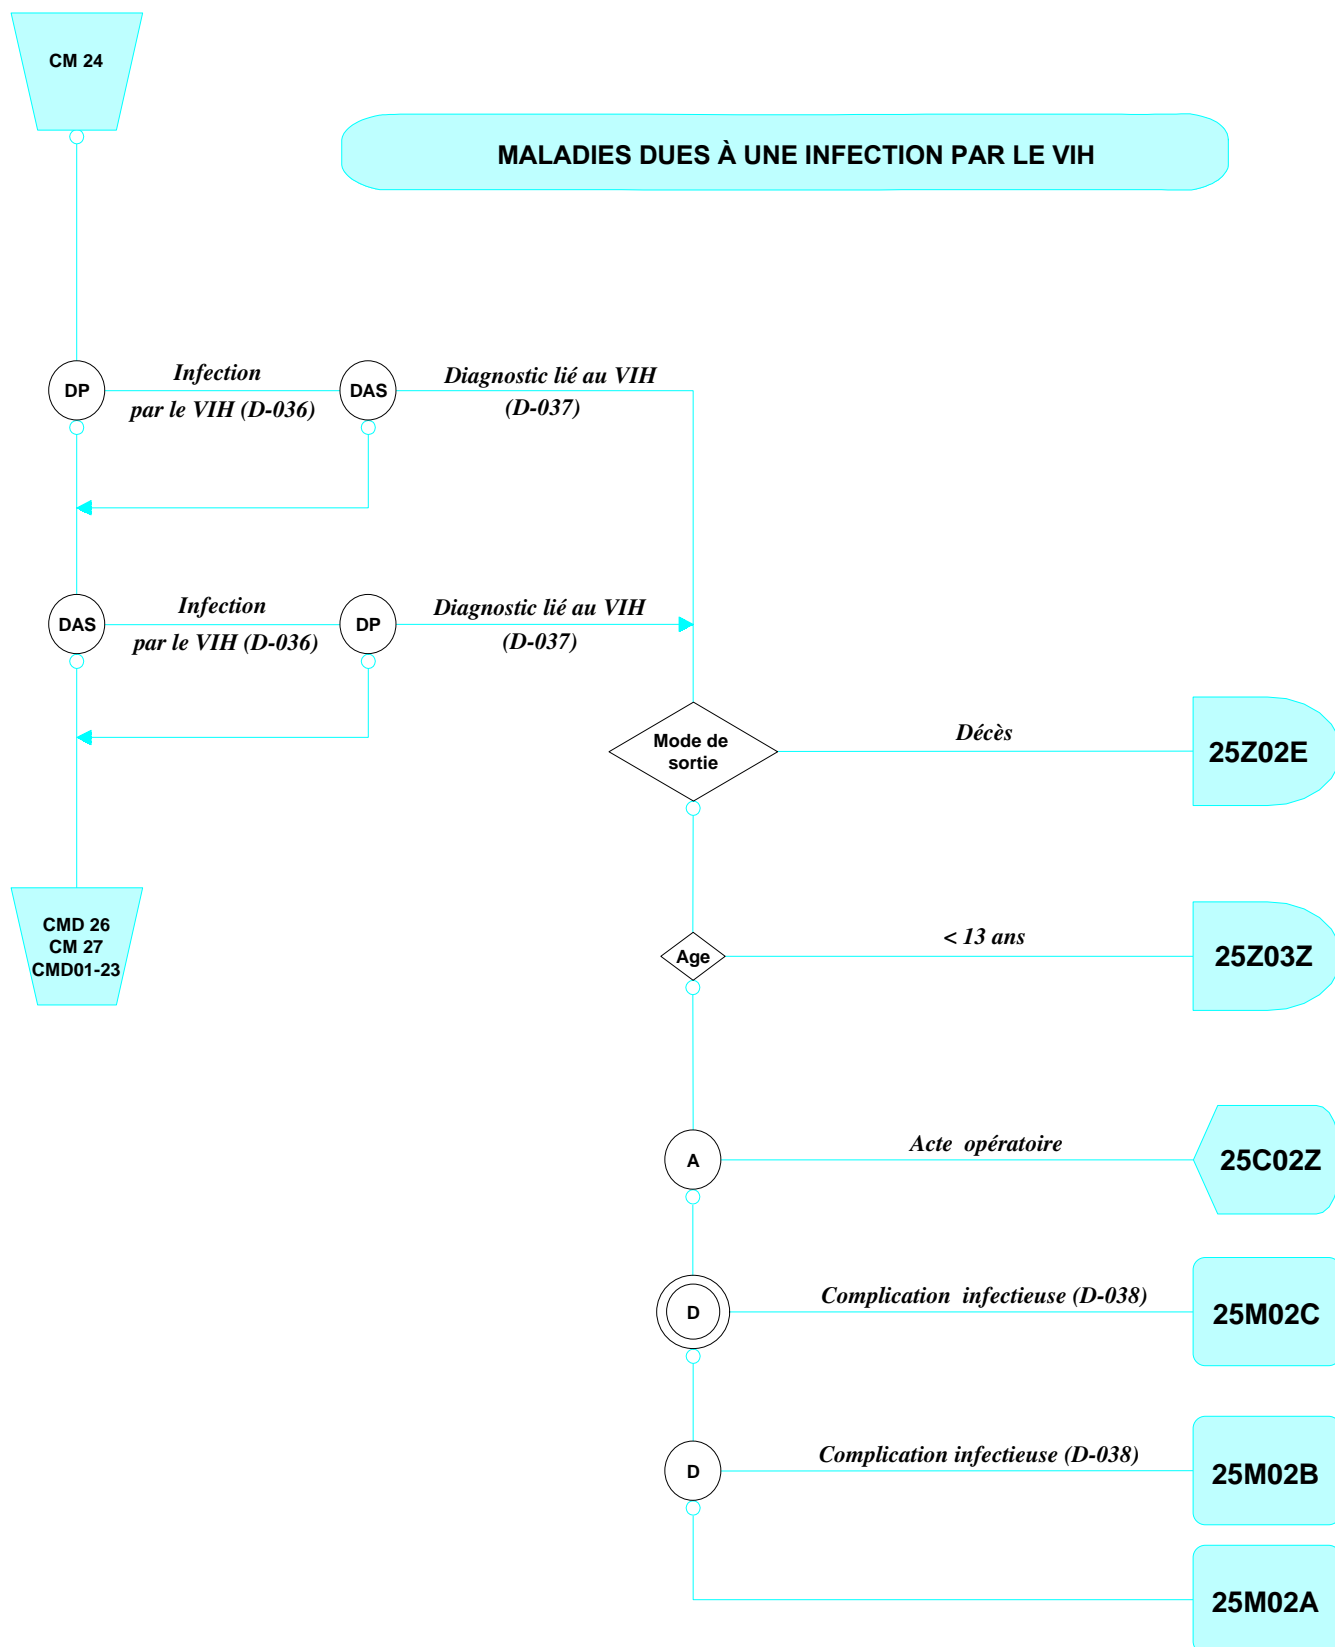 CM 24
MALADIES DUES À UNE INFECTION PAR LE VIH
DP
Infection
par le VIH (D-036)
DAS
Diagnostic lié au VIH
(D-037)
DAS
Infection
par le VIH (D-036)
DP
Diagnostic lié au VIH
(D-037)
Mode de
sortie
Décès
25Z02E
CMD 26
CM 27
CMD01-23
Age
< 13 ans
25Z03Z
A
Acte  opératoire
25C02Z
D
Complication  infectieuse (D-038)
25M02C
D
Complication infectieuse (D-038)
25M02B
25M02A